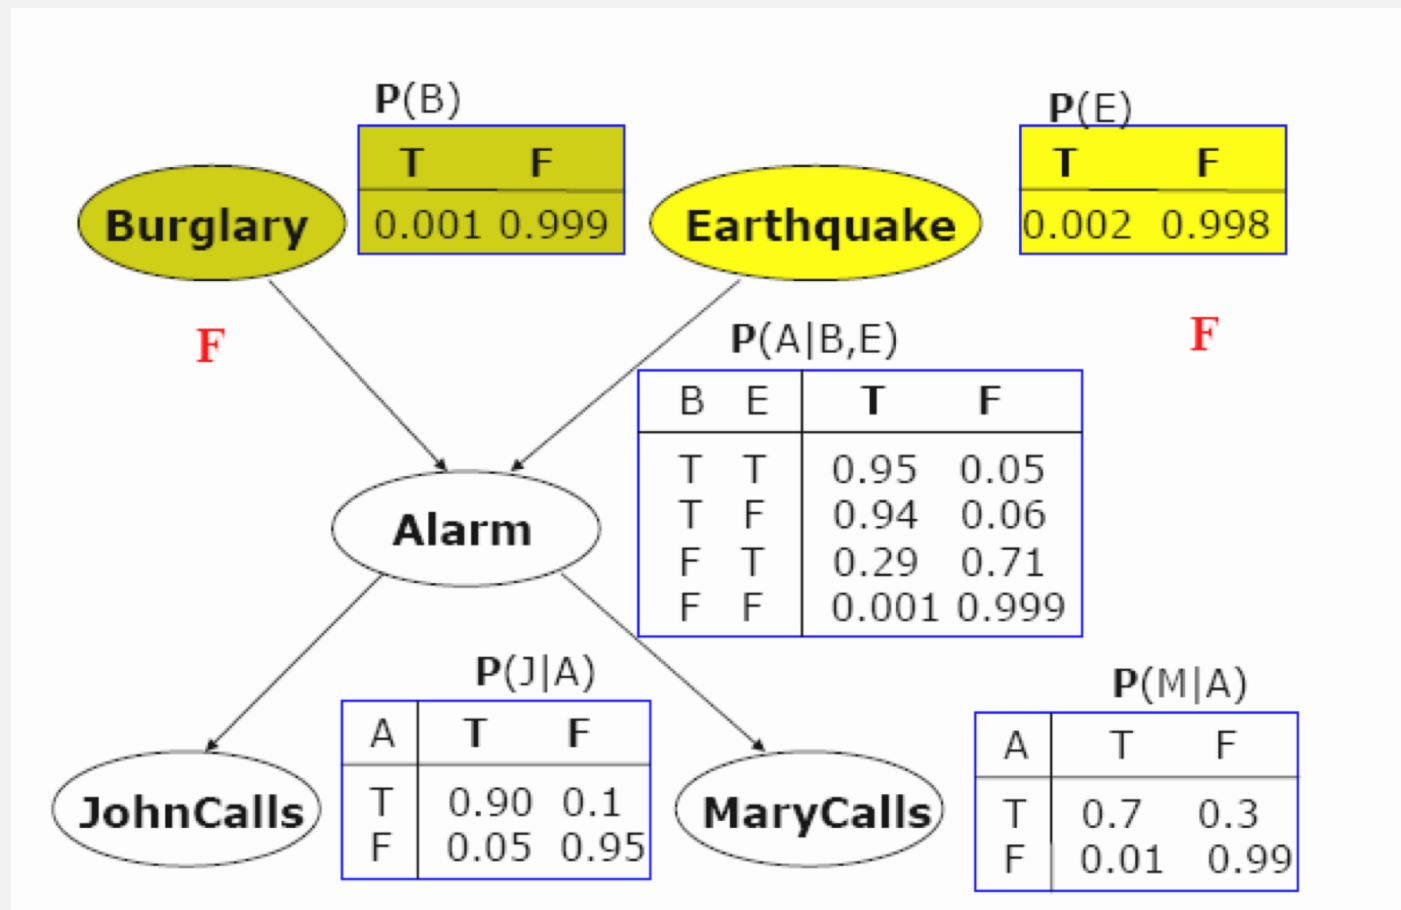 P(B)
T F
0.001 0.999
Burglary
P(E)
T F
0.002 0.998
Earthquake
F
F
P(A|B,E)
B E T F
T T 0.95 0.05
T F 0.94 0.06
F T 0.29 0.71
F F 0.001 0.999
Alarm
P(J|A)
A T F
T 0.90 0.1
F 0.05 0.95
JohnCalls
P(M|A)
A T F
T 0.7 0.3
F 0.01 0.99
MaryCalls